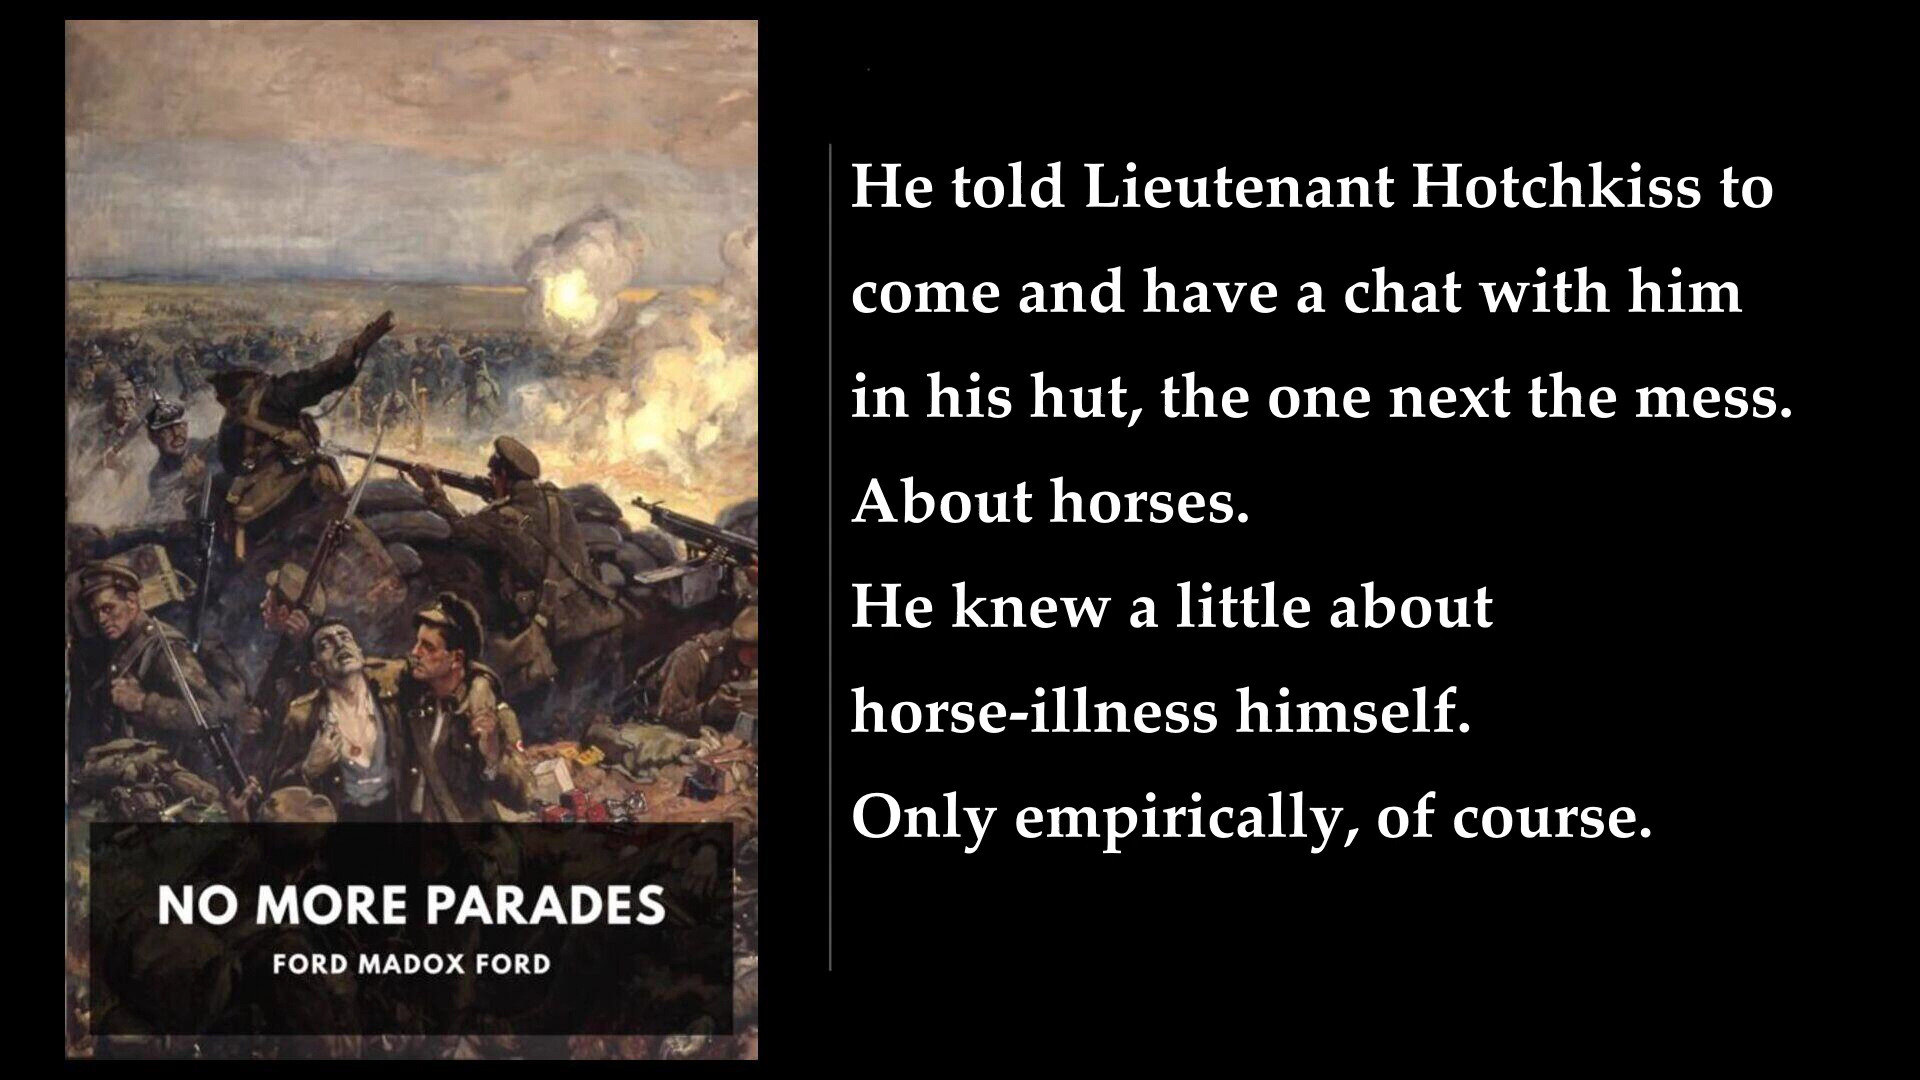 NO MORE PARADES
FORD MADOX FORD
He told Lieutenant Hotchkiss to
come and have a chat with him
in his hut, the one next the mess.
About horses.
He knew a little about
horse-illness himself.
Only empirically, of course.